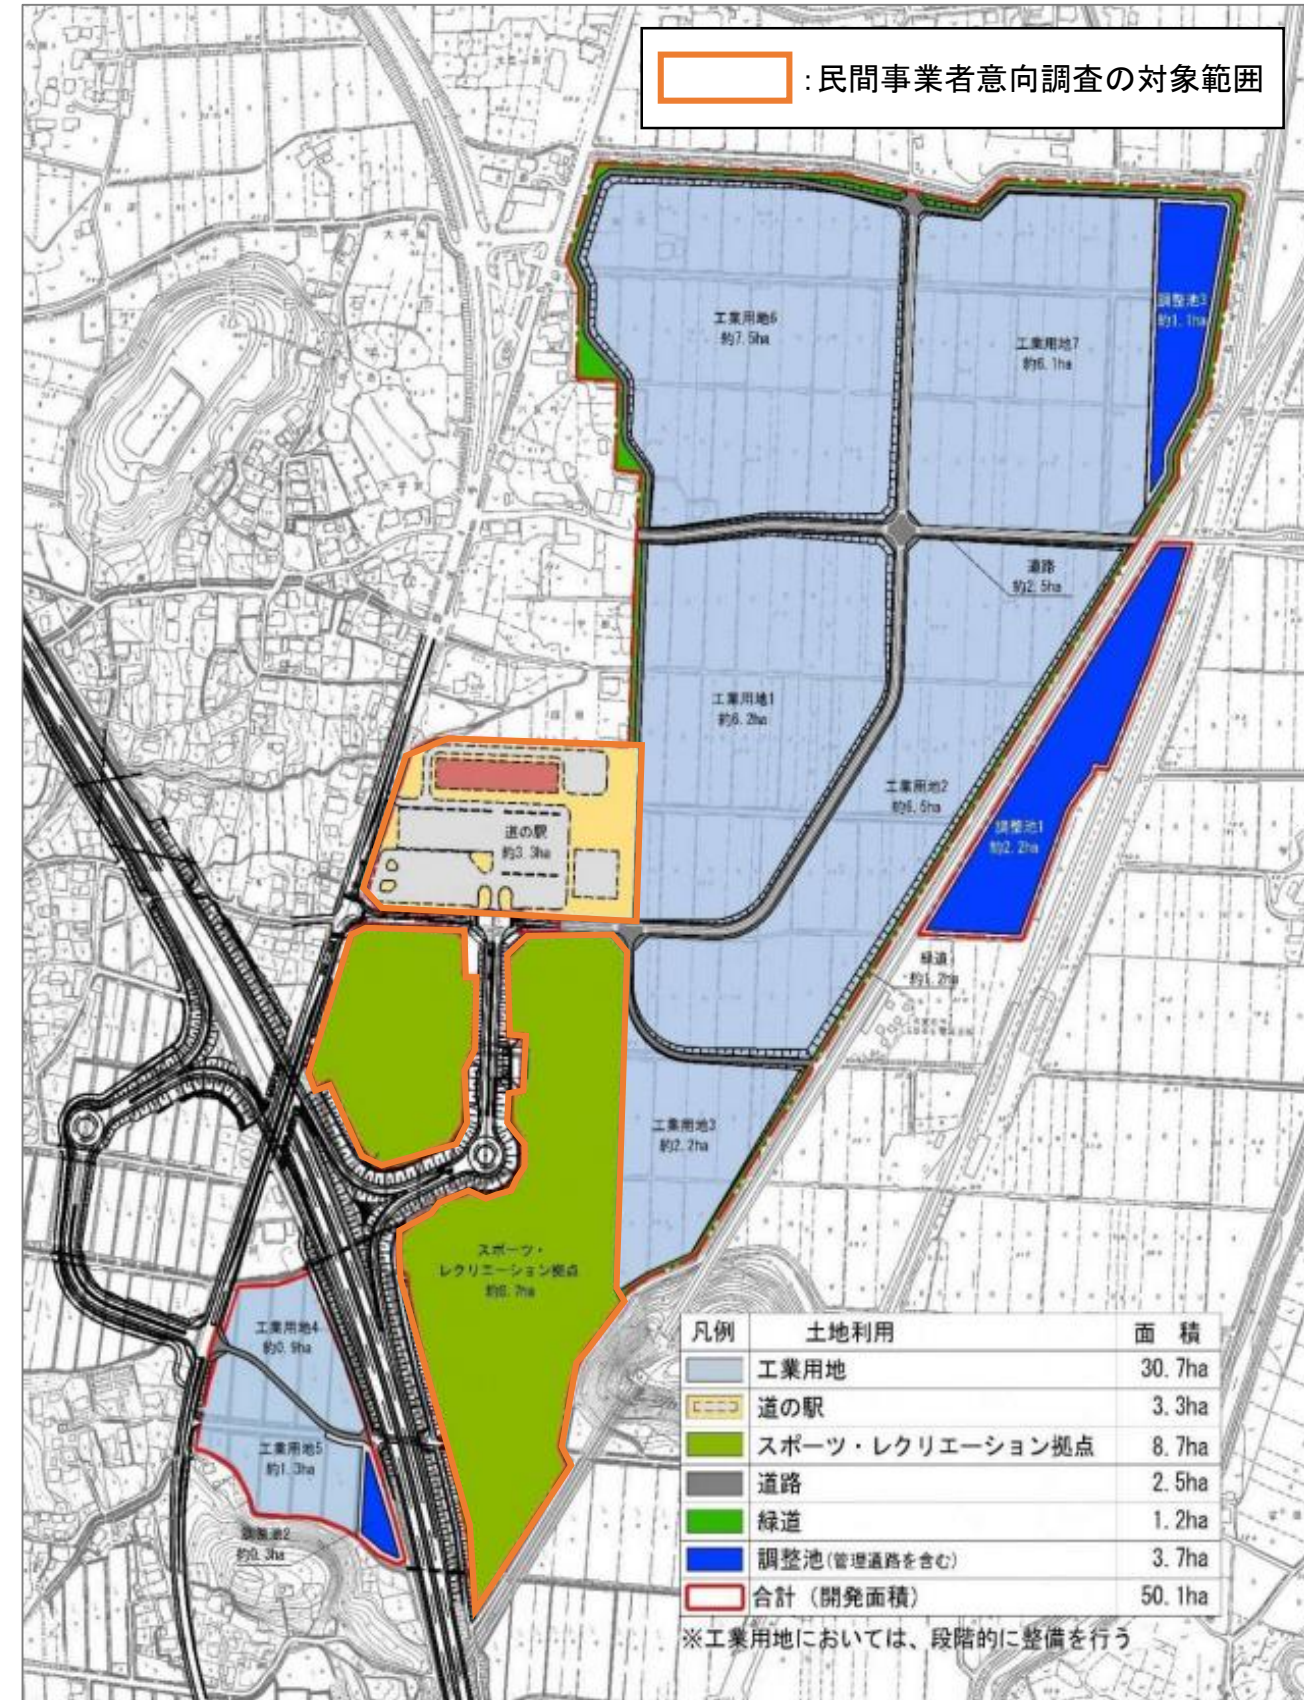 :民間事業者意向調査の対象範囲
調整池3
約1.1ha
工業用地6
約7.5ha
工業用地7
約6.1ha
道路
約2.5ha
工業用地1
約6.2ha
工業用地2
約6.5ha
調整池1
約2.2ha
道の駅
約3.3ha
緑道
約1.2ha
工業用地3
約2.2ha
スポーツ・
レクリエーション拠点
約8.7ha
工業用地4
約0.9ha
工業用地5
約1.3ha
調整池2
約0.3ha
凡例 土地利用 面 積
工業用地 30.7ha
道の駅 3.3ha
スポーツ・レクリエーション拠点 8.7ha
道路 2.5ha
緑道 1.2ha
調整池(管理道路を含む) 3.7ha
合計(開発面積) 50.1ha
※工業用地においては、段階的に整備を行う